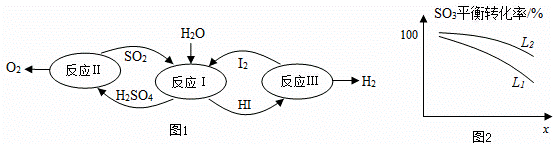 H₂O
SO₂
I₂
O₂
反应Ⅱ
反应Ⅰ
反应Ⅲ
H₂
H₂SO₄
HI
图1
SO₃平衡转化率/%
100
L₂
L₁
x
图2